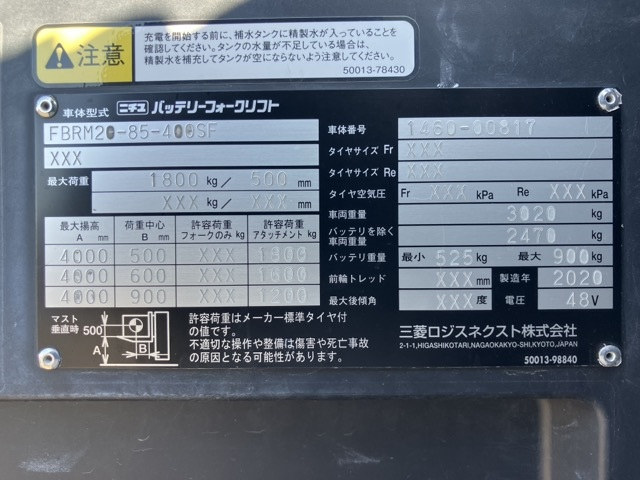 注意
充電を開始する前に、補水タンクに精製水が入っていることを
確認してください。タンクの水量が不足している場合は、
精製水を補充してタンクが空にならないよう注意してください。
50013-78430
車体型式 ニチユ バッテリーフォークリフト
FBRM20-85-400SF
XXX
最大荷重 1800 kg / 500 mm
XXX kg / XXX mm
最大揚高 A mm 荷重中心 B mm 許容荷重 フォークのみ kg 許容荷重 アタッチメント kg
4000 500 XXX 1800
4000 600 XXX 1600
4000 900 XXX 1200
マスト垂直時 500 A B
許容荷重はメーカー標準タイヤ付
の値です。
不適切な操作や整備は傷害や死亡事故
の原因となる可能性があります。
車体番号 146D-00817
タイヤサイズ Fr XXX
タイヤサイズ Re XXX
タイヤ空気圧 Fr XXX kPa Re XXX kPa
車両重量 3020 kg
バッテリを除く車両重量 2470 kg
バッテリ重量 最小 525 kg 最大 900 kg
前輪トレッド XXX mm 製造年 2020
最大後傾角 XXX 度 電圧 48 V
三菱ロジスネクスト株式会社
2-1-1,HIGASHIKOTARI,NAGAOKAKYO-SHI,KYOTO,JAPAN
50013-98840